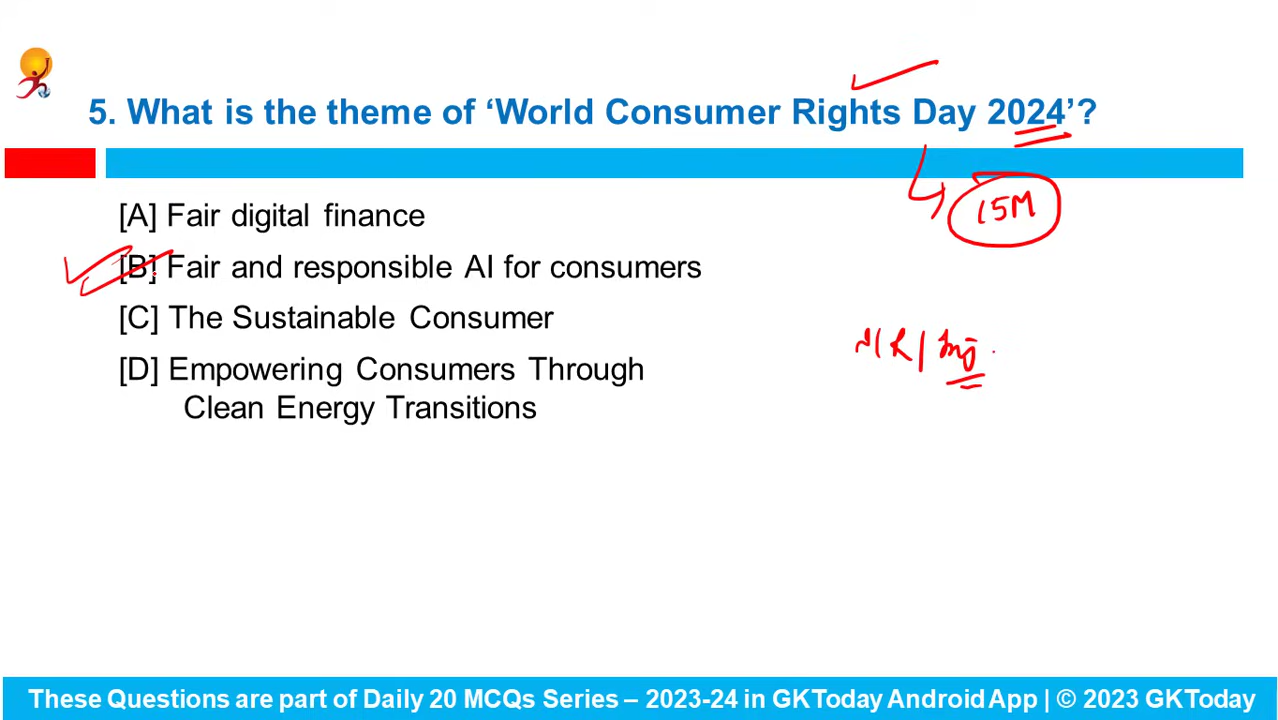 5. What is the theme of ‘World Consumer Rights Day 2024’?
15M
[A] Fair digital finance
[B] Fair and responsible AI for consumers
[C] The Sustainable Consumer
[D] Empowering Consumers Through
Clean Energy Transitions
These Questions are part of Daily 20 MCQs Series – 2023-24 in GKToday Android App | © 2023 GKToday